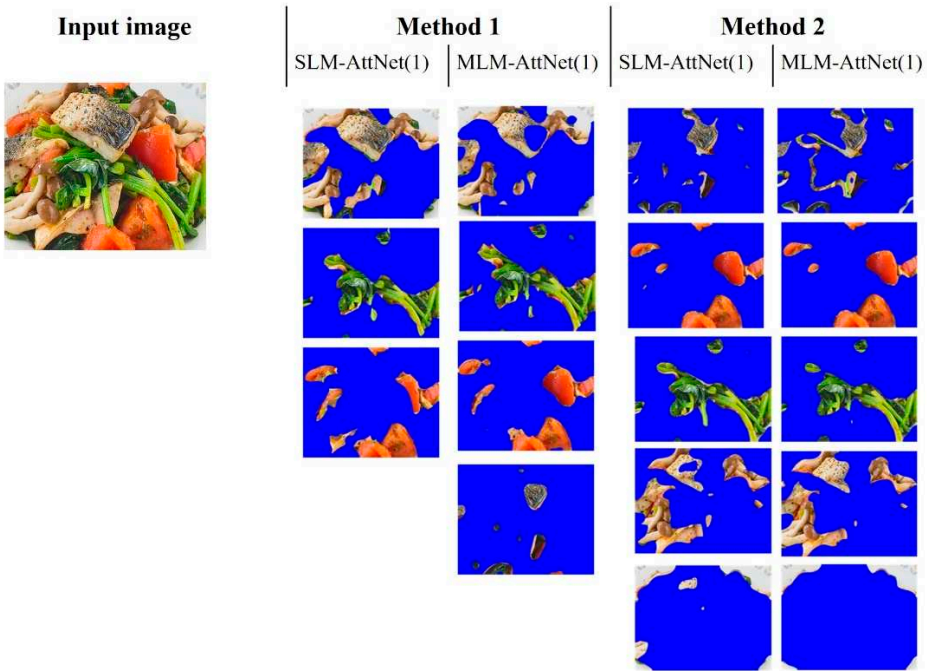 Input image
Method 1
Method 2
SLM-AttNet(1)
MLM-AttNet(1)
SLM-AttNet(1)
MLM-AttNet(1)